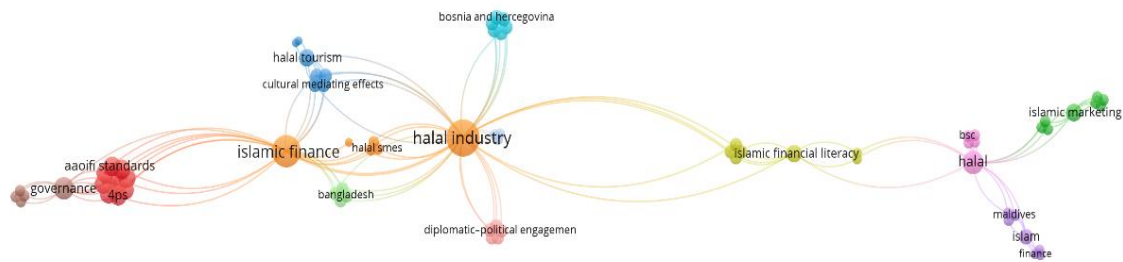 bosnia and hercegovina
halal tourism
cultural mediating effects
islamic marketing
bsc
halal industry
halal smes
islamic finance
islamic financial literacy
halal
aaoifi standards
governance
4ps
bangladesh
maldives
diplomatic-political engagemen
islam
finance